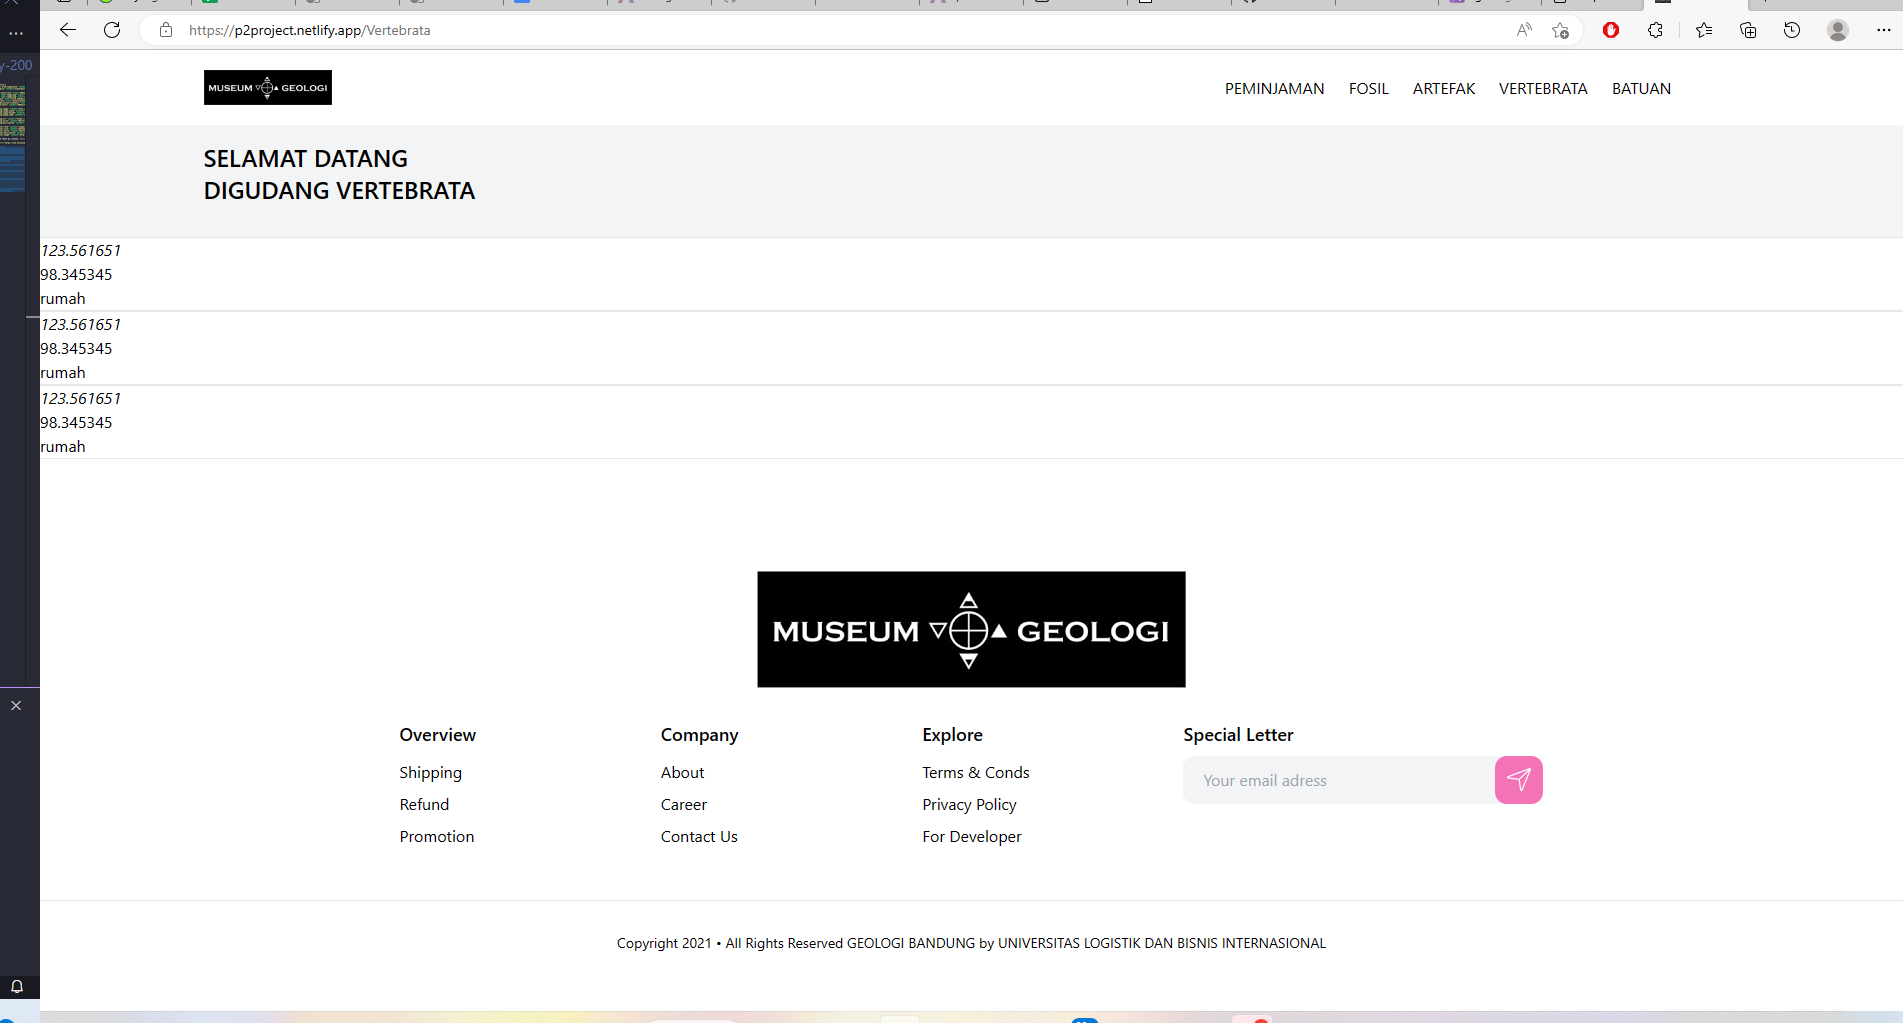 y-200
https://p2project.netlify.app/Vertebrata
MUSEUM GEOLOGI
PEMINJAMAN FOSIL ARTEFAK VERTEBRATA BATUAN
SELAMAT DATANG
DIGUDANG VERTEBRATA
123.561651
98.345345
rumah
123.561651
98.345345
rumah
123.561651
98.345345
rumah
MUSEUM GEOLOGI
Overview
Shipping
Refund
Promotion
Company
About
Career
Contact Us
Explore
Terms & Conds
Privacy Policy
For Developer
Special Letter
Your email adress
Copyright 2021 • All Rights Reserved GEOLOGI BANDUNG by UNIVERSITAS LOGISTIK DAN BISNIS INTERNASIONAL